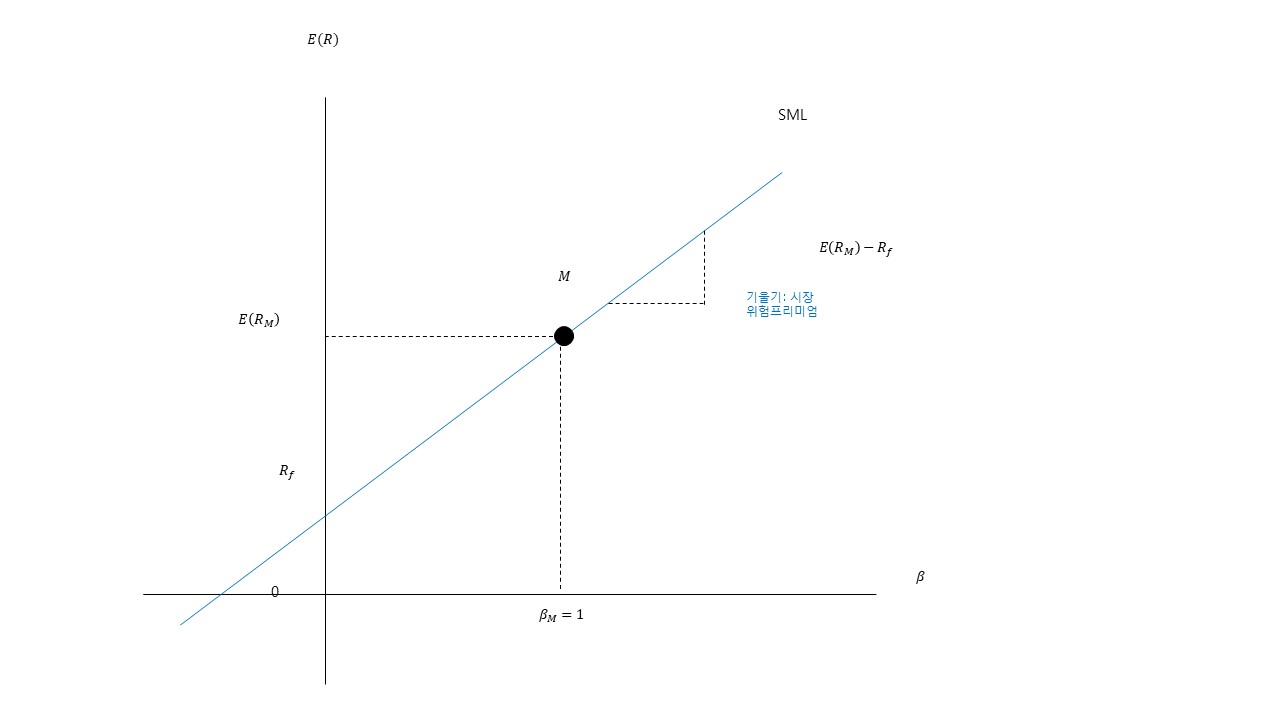 E(R)
SML
E(R_M) − R_f
M
기울기: 시장
위험프리미엄
E(R_M)
R_f
β
0
β_M = 1